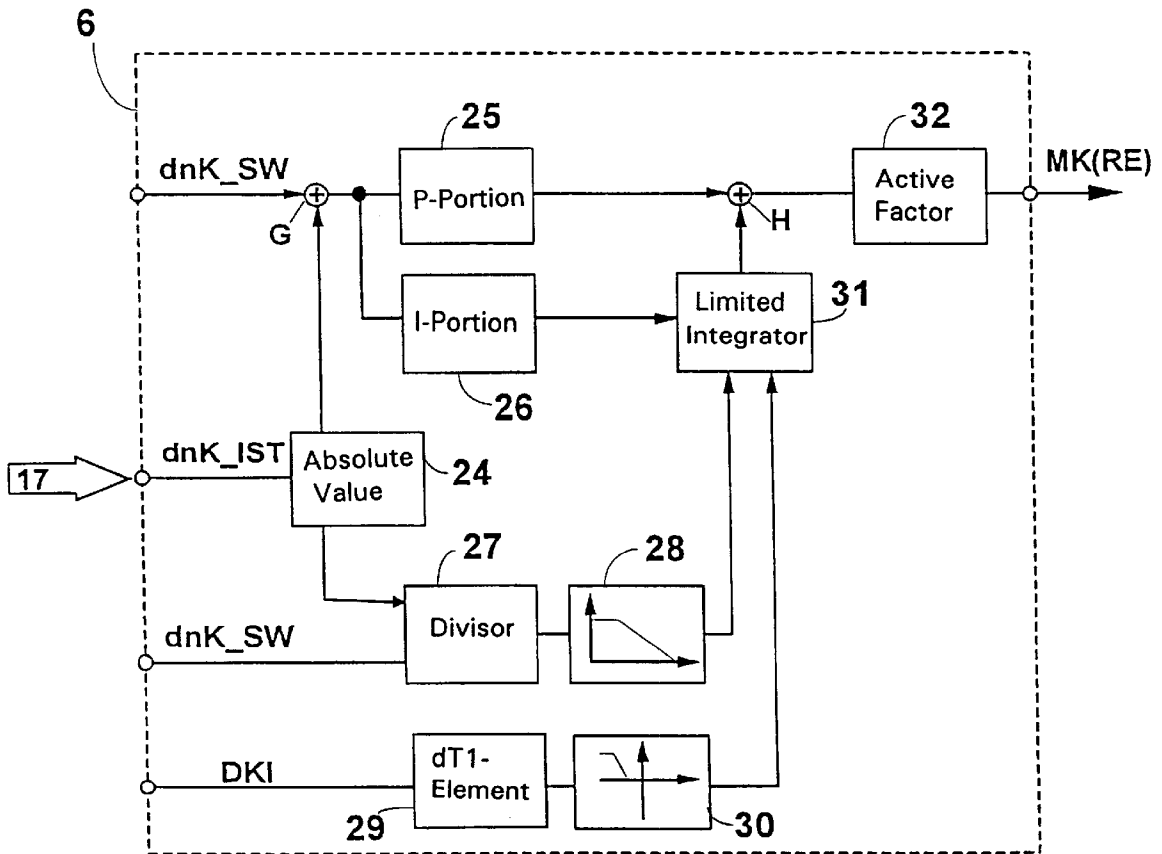 6
25
32
dnK_SW
MK(RE)
P-Portion
Active
Factor
G
H
31
I-Portion
Limited
Integrator
26
dnK_IST
17
Absolute
Value
24
27
28
dnK_SW
Divisor
DKI
dT1-
Element
29
30